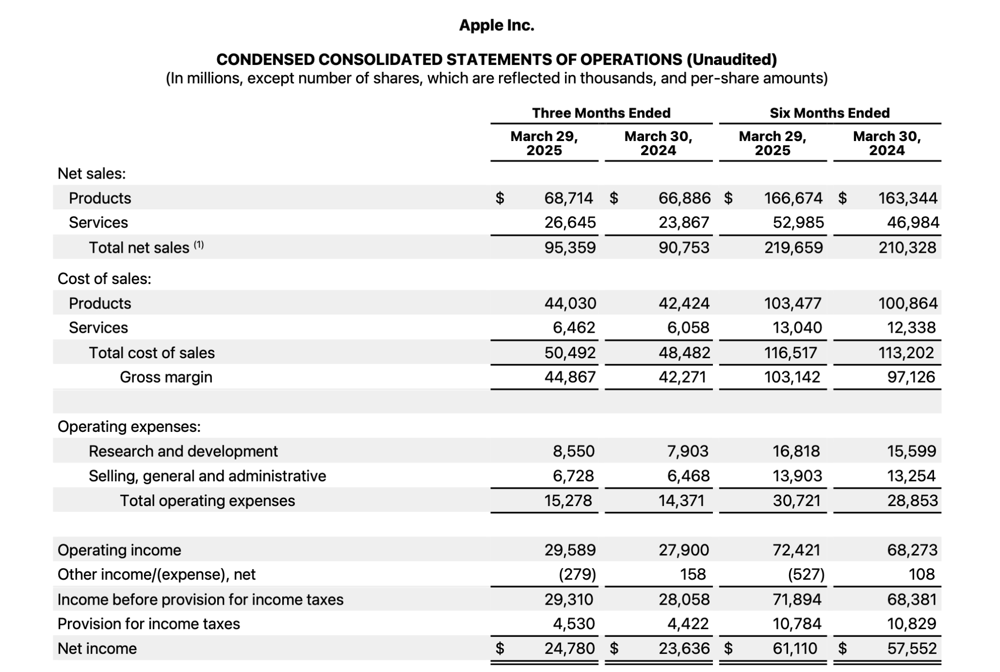 Apple Inc.
CONDENSED CONSOLIDATED STATEMENTS OF OPERATIONS (Unaudited)
(In millions, except number of shares, which are reflected in thousands, and per-share amounts)
Three Months Ended Six Months Ended
March 29, March 30, March 29, March 30,
2025 2024 2025 2024
Net sales:
Products $ 68,714 $ 66,886 $ 166,674 $ 163,344
Services 26,645 23,867 52,985 46,984
Total net sales (1) 95,359 90,753 219,659 210,328
Cost of sales:
Products 44,030 42,424 103,477 100,864
Services 6,462 6,058 13,040 12,338
Total cost of sales 50,492 48,482 116,517 113,202
Gross margin 44,867 42,271 103,142 97,126
Operating expenses:
Research and development 8,550 7,903 16,818 15,599
Selling, general and administrative 6,728 6,468 13,903 13,254
Total operating expenses 15,278 14,371 30,721 28,853
Operating income 29,589 27,900 72,421 68,273
Other income/(expense), net (279) 158 (527) 108
Income before provision for income taxes 29,310 28,058 71,894 68,381
Provision for income taxes 4,530 4,422 10,784 10,829
Net income $ 24,780 $ 23,636 $ 61,110 $ 57,552